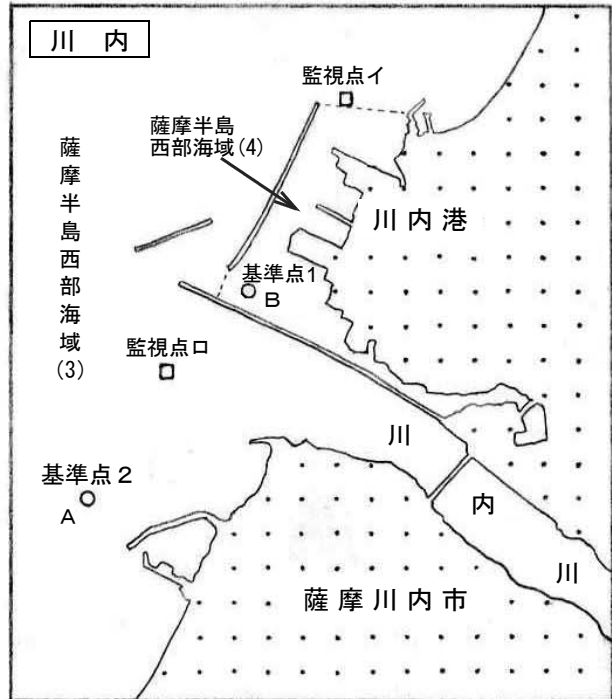 川内
監視点イ
薩摩半島
西部海域(4)
薩摩半島西部海域(3)
川内港
基準点1
B
監視点ロ
基準点2
A
川内川
薩摩川内市